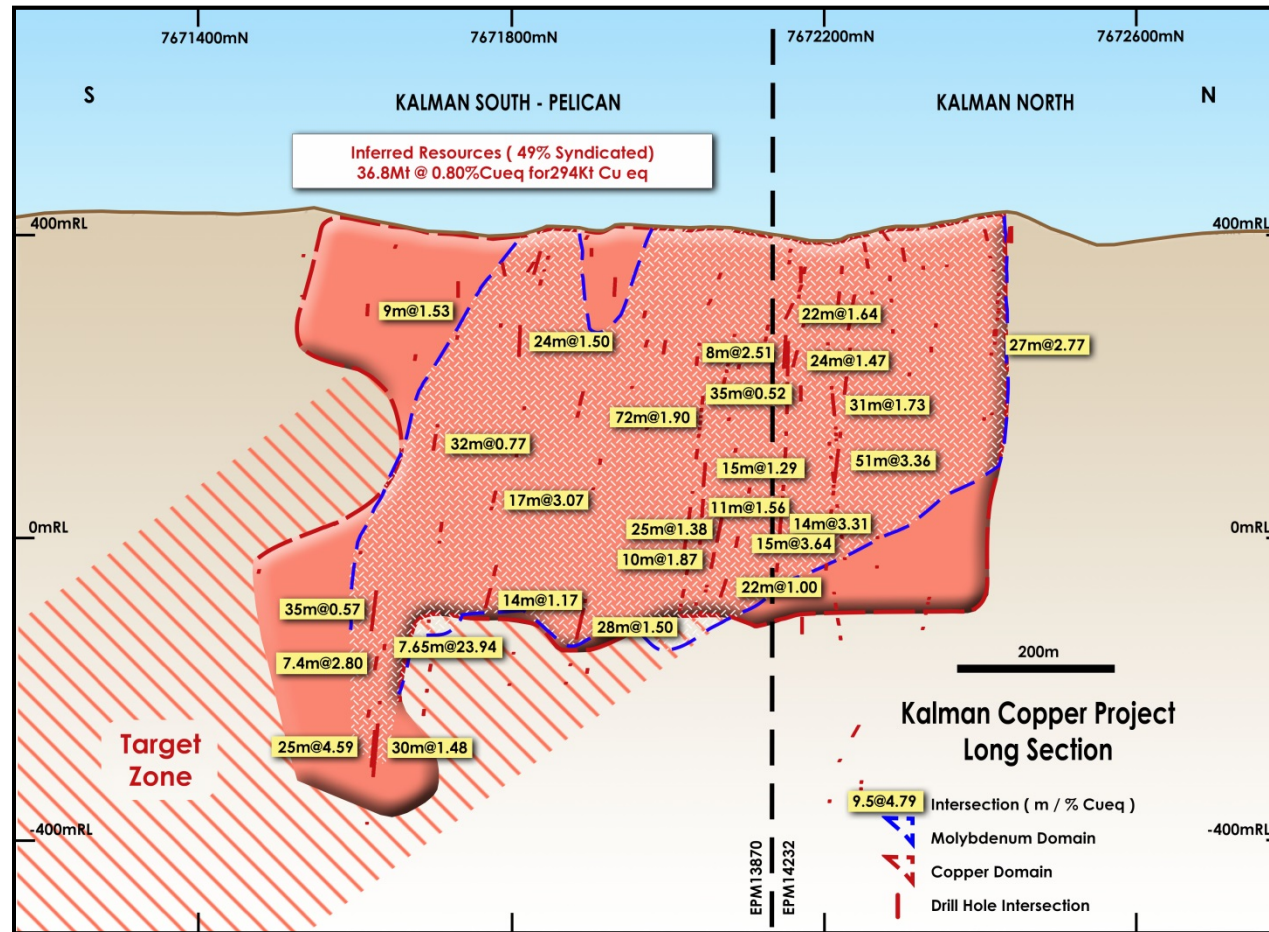 7671400mN
7671800mN
7672200mN
7672600mN
S
KALMAN SOUTH - PELICAN
KALMAN NORTH
N
Inferred Resources ( 49% Syndicated)
36.8Mt @ 0.80%Cueq for294Kt Cu eq
400mRL
400mRL
9m@1.53
22m@1.64
24m@1.50
8m@2.51
24m@1.47
27m@2.77
35m@0.52
31m@1.73
72m@1.90
32m@0.77
15m@1.29
51m@3.36
17m@3.07
11m@1.56
0mRL
25m@1.38
14m@3.31
0mRL
15m@3.64
10m@1.87
22m@1.00
35m@0.57
14m@1.17
28m@1.50
7.65m@23.94
7.4m@2.80
200m
25m@4.59
30m@1.48
Target
Zone
Kalman Copper Project
Long Section
9.5@4.79
Intersection ( m / % Cueq )
Molybdenum Domain
Copper Domain
Drill Hole Intersection
-400mRL
-400mRL
EPM13870
EPM14232